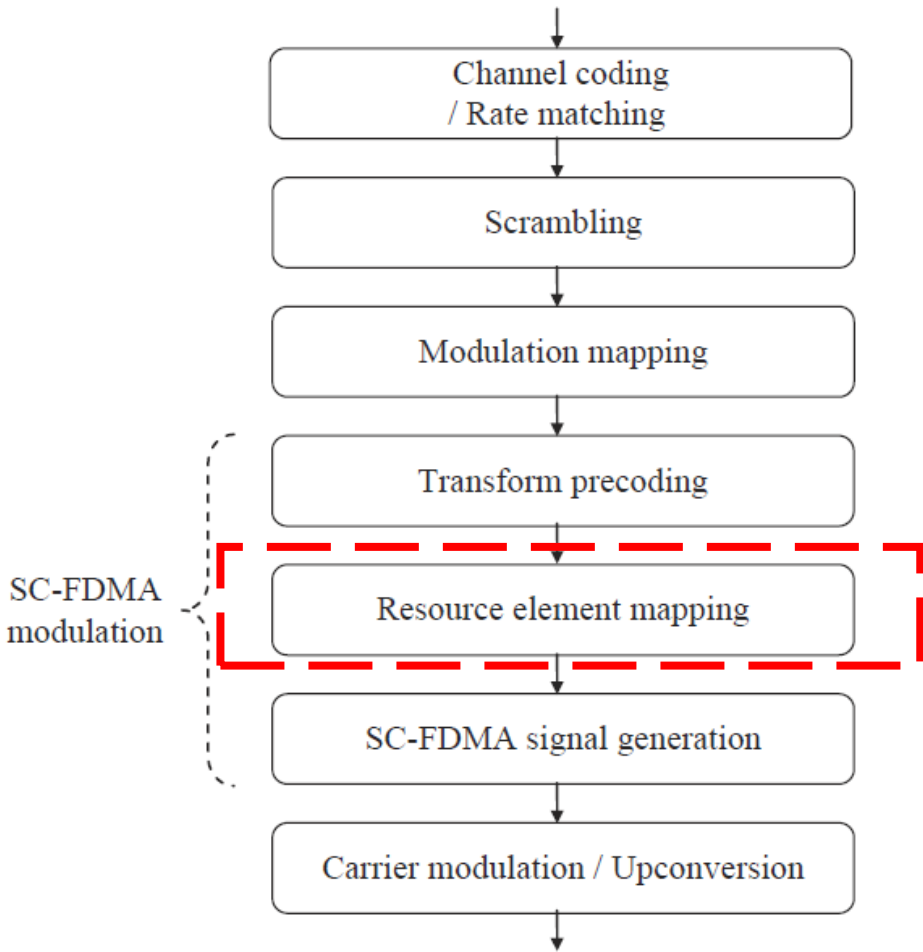 Channel coding
/ Rate matching
Scrambling
Modulation mapping
Transform precoding
SC-FDMA
modulation
Resource element mapping
SC-FDMA signal generation
Carrier modulation / Upconversion